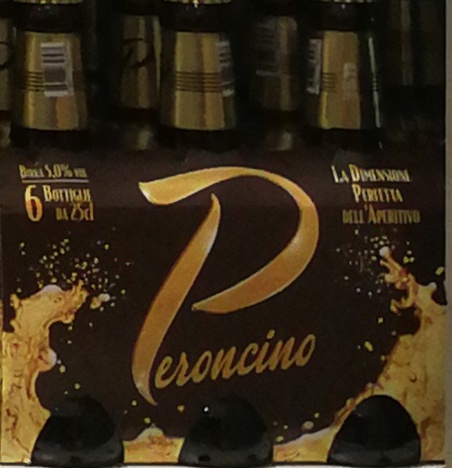 Birra 5,0% vol
6 Bottiglie
da 25cl
La Dimensione
Perfetta
dell'Aperitivo
Peroncino